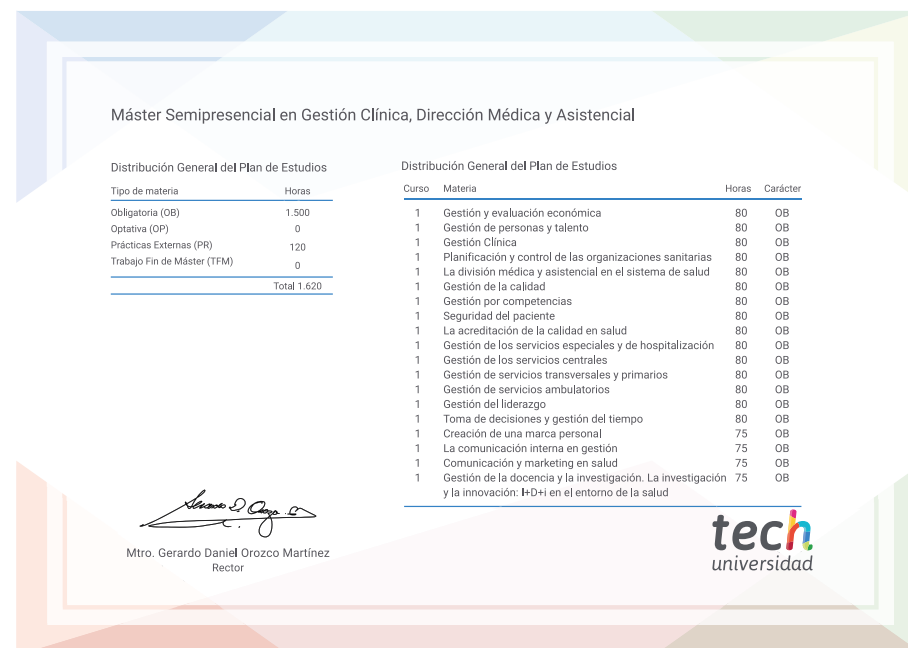 Máster Semipresencial en Gestión Clínica, Dirección Médica y Asistencial
Distribución General del Plan de Estudios
Tipo de materia Horas
Obligatoria (OB) 1.500
Optativa (OP) 0
Prácticas Externas (PR) 120
Trabajo Fin de Máster (TFM) 0
Total 1.620
Distribución General del Plan de Estudios
Curso Materia Horas Carácter
1 Gestión y evaluación económica 80 OB
1 Gestión de personas y talento 80 OB
1 Gestión Clínica 80 OB
1 Planificación y control de las organizaciones sanitarias 80 OB
1 La división médica y asistencial en el sistema de salud 80 OB
1 Gestión de la calidad 80 OB
1 Gestión por competencias 80 OB
1 Seguridad del paciente 80 OB
1 La acreditación de la calidad en salud 80 OB
1 Gestión de los servicios especiales y de hospitalización 80 OB
1 Gestión de los servicios centrales 80 OB
1 Gestión de servicios transversales y primarios 80 OB
1 Gestión de servicios ambulatorios 80 OB
1 Gestión del liderazgo 80 OB
1 Toma de decisiones y gestión del tiempo 80 OB
1 Creación de una marca personal 75 OB
1 La comunicación interna en gestión 75 OB
1 Comunicación y marketing en salud 75 OB
1 Gestión de la docencia y la investigación. La investigación 75 OB
y la innovación: I+D+i en el entorno de la salud
Mtro. Gerardo Daniel Orozco Martínez
Rector
tech
universidad